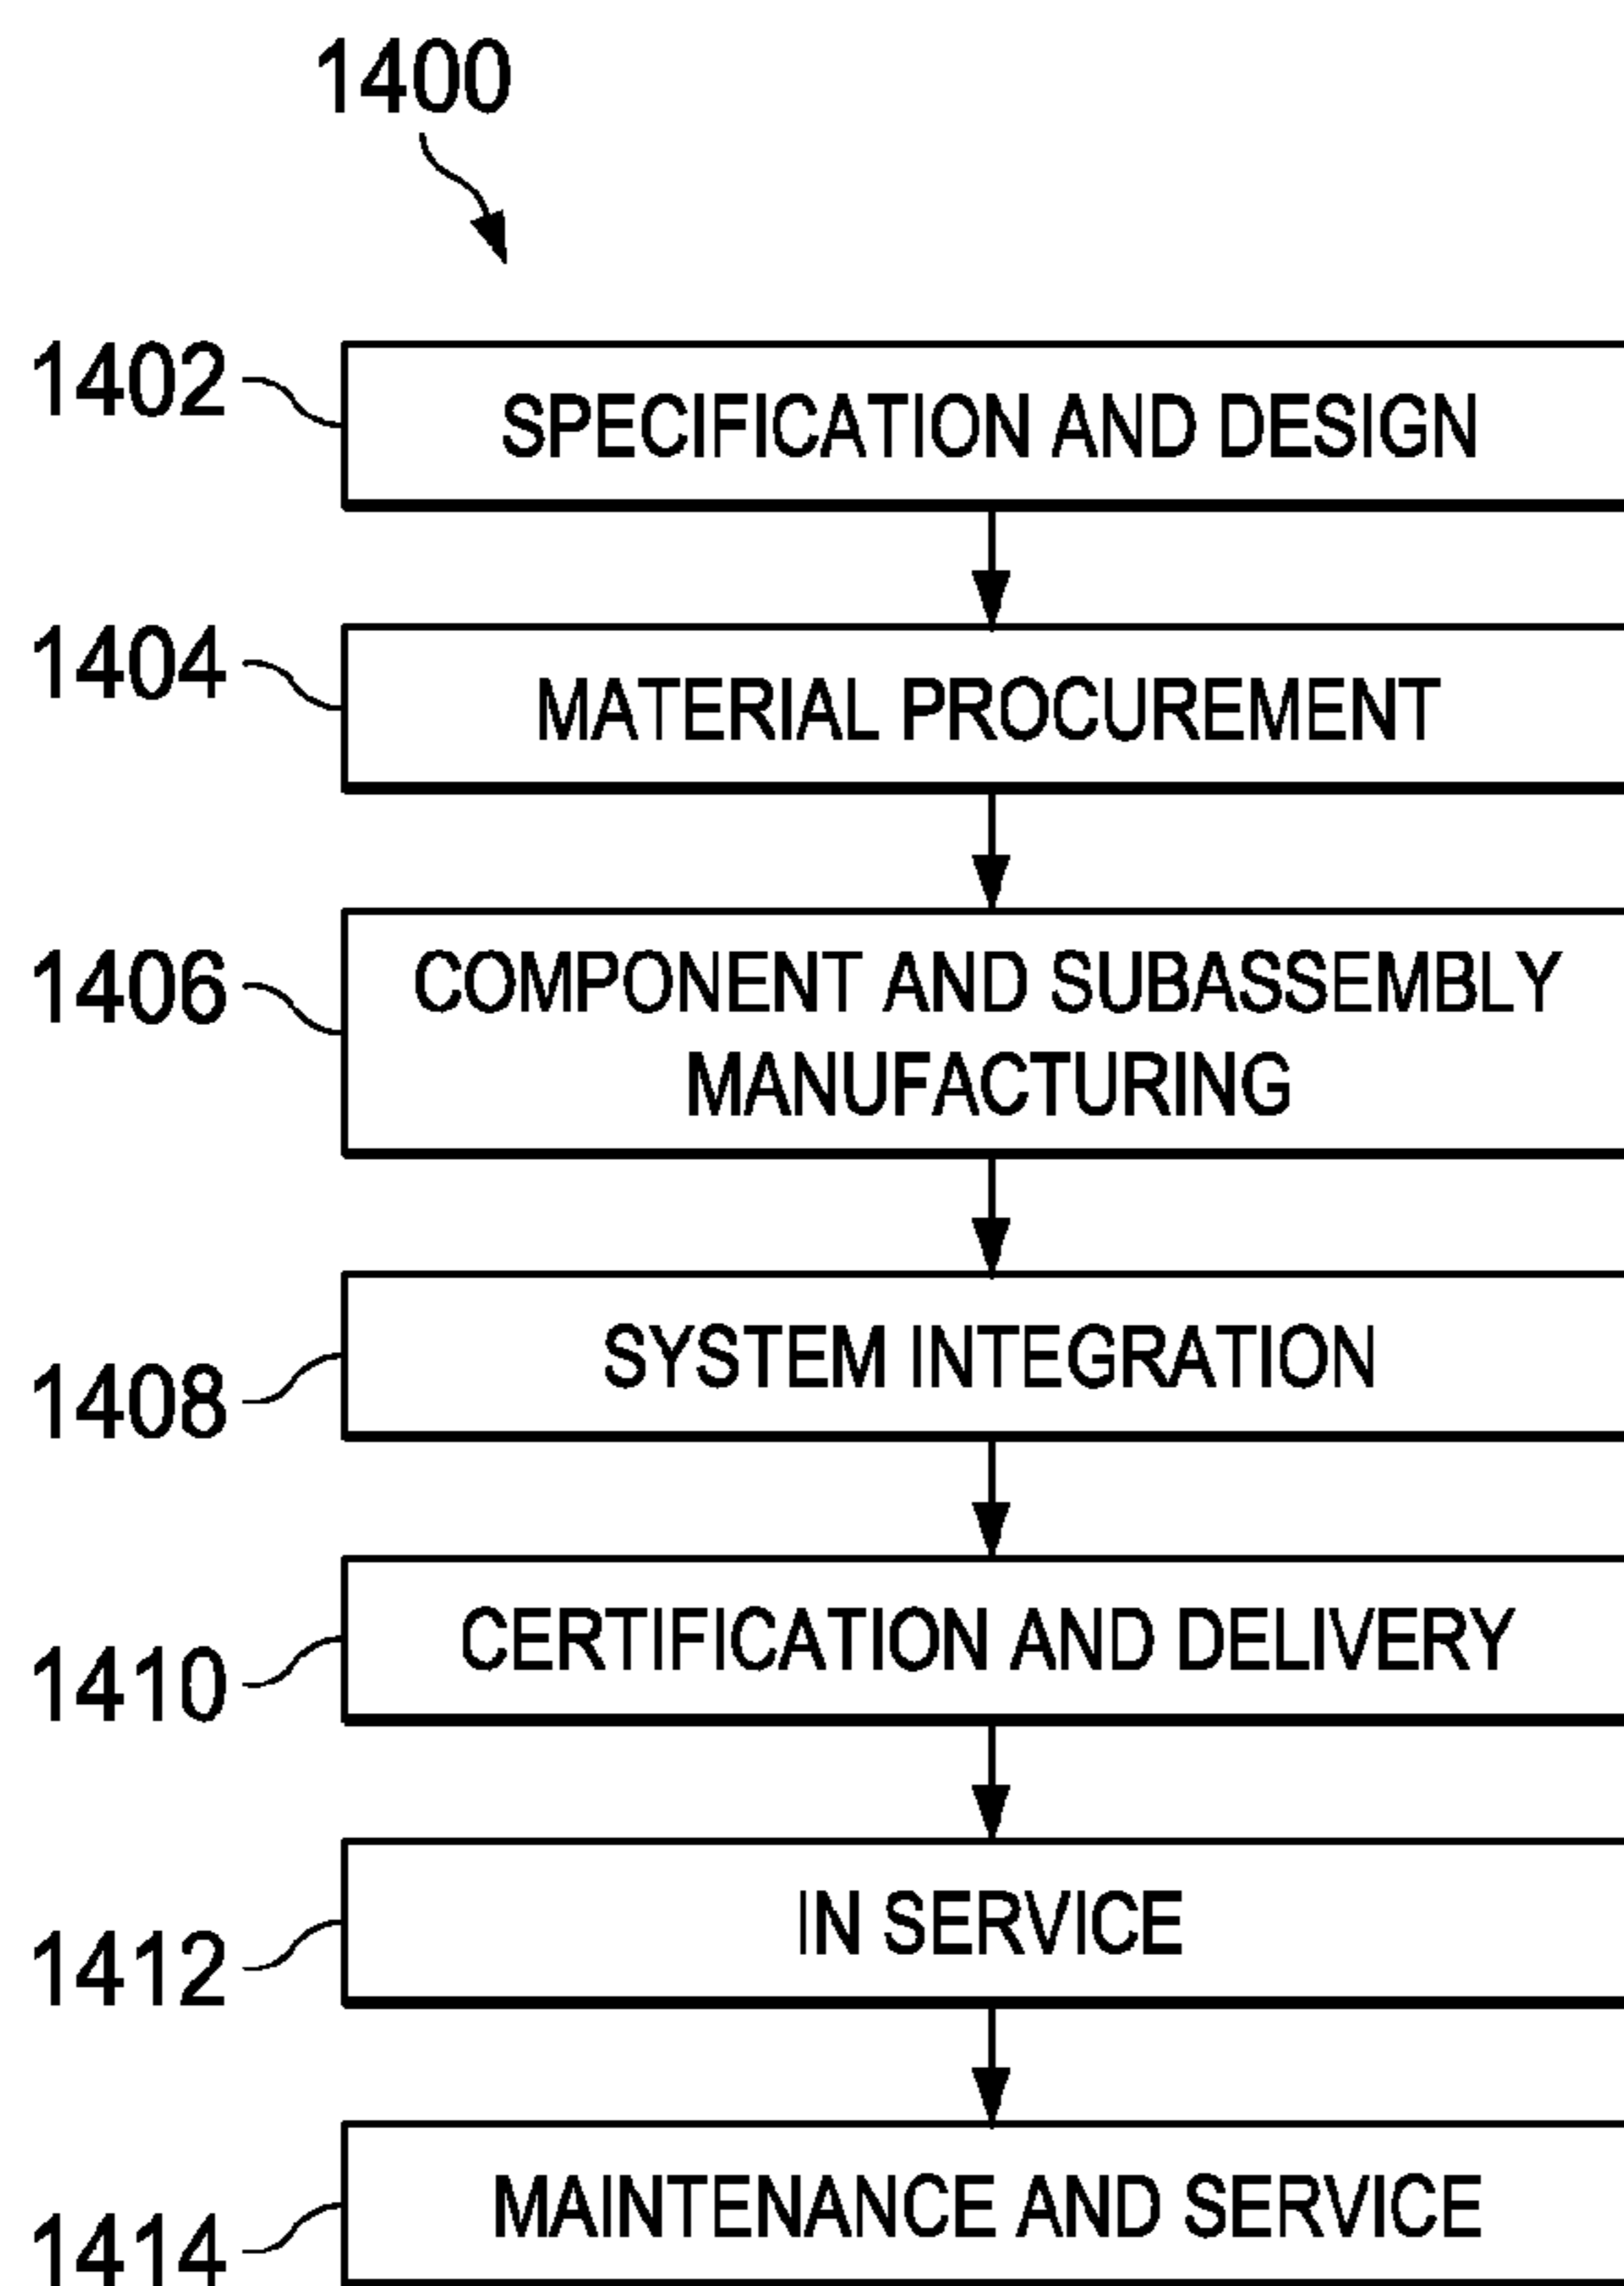 1400
1402
SPECIFICATION AND DESIGN
1404
MATERIAL PROCUREMENT
1406
COMPONENT AND SUBASSEMBLY
MANUFACTURING
1408
SYSTEM INTEGRATION
1410
CERTIFICATION AND DELIVERY
1412
IN SERVICE
1414
MAINTENANCE AND SERVICE